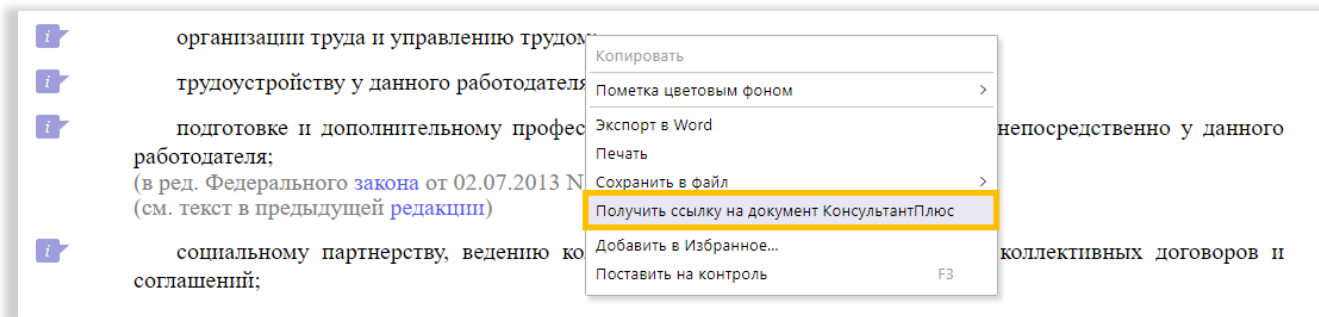 i организации труда и управлению трудом;
i трудоустройству у данного работодателя
i подготовке и дополнительному профес непосредственно у данного
работодателя;
(в ред. Федерального закона от 02.07.2013 N
(см. текст в предыдущей редакции)
i социальному партнерству, ведению ко коллективных договоров и
соглашений;
Копировать
Пометка цветовым фоном >
Экспорт в Word
Печать
Сохранить в файл >
Получить ссылку на документ КонсультантПлюс
Добавить в Избранное...
Поставить на контроль F3